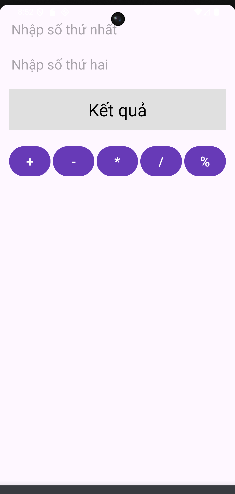 Nhập số thứ nhất
Nhập số thứ hai
Kết quả
+ - * / %